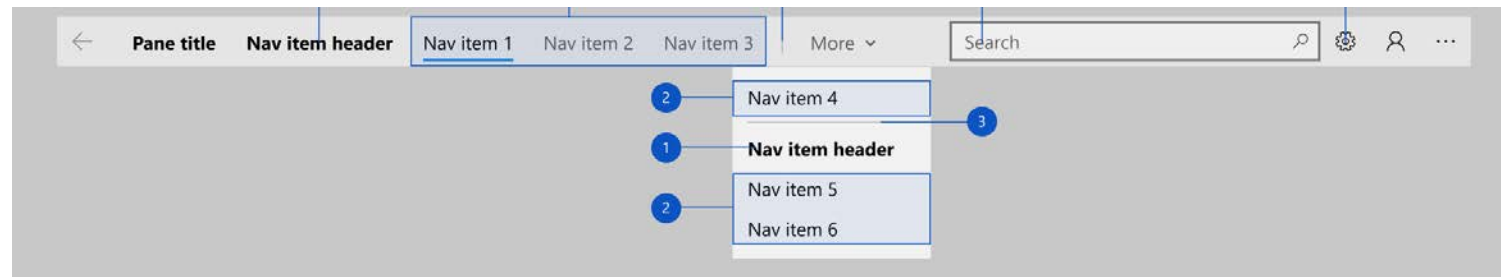 Pane title Nav item header Nav item 1 Nav item 2 Nav item 3 More Search
2 Nav item 4
3
1 Nav item header
Nav item 5
2
Nav item 6